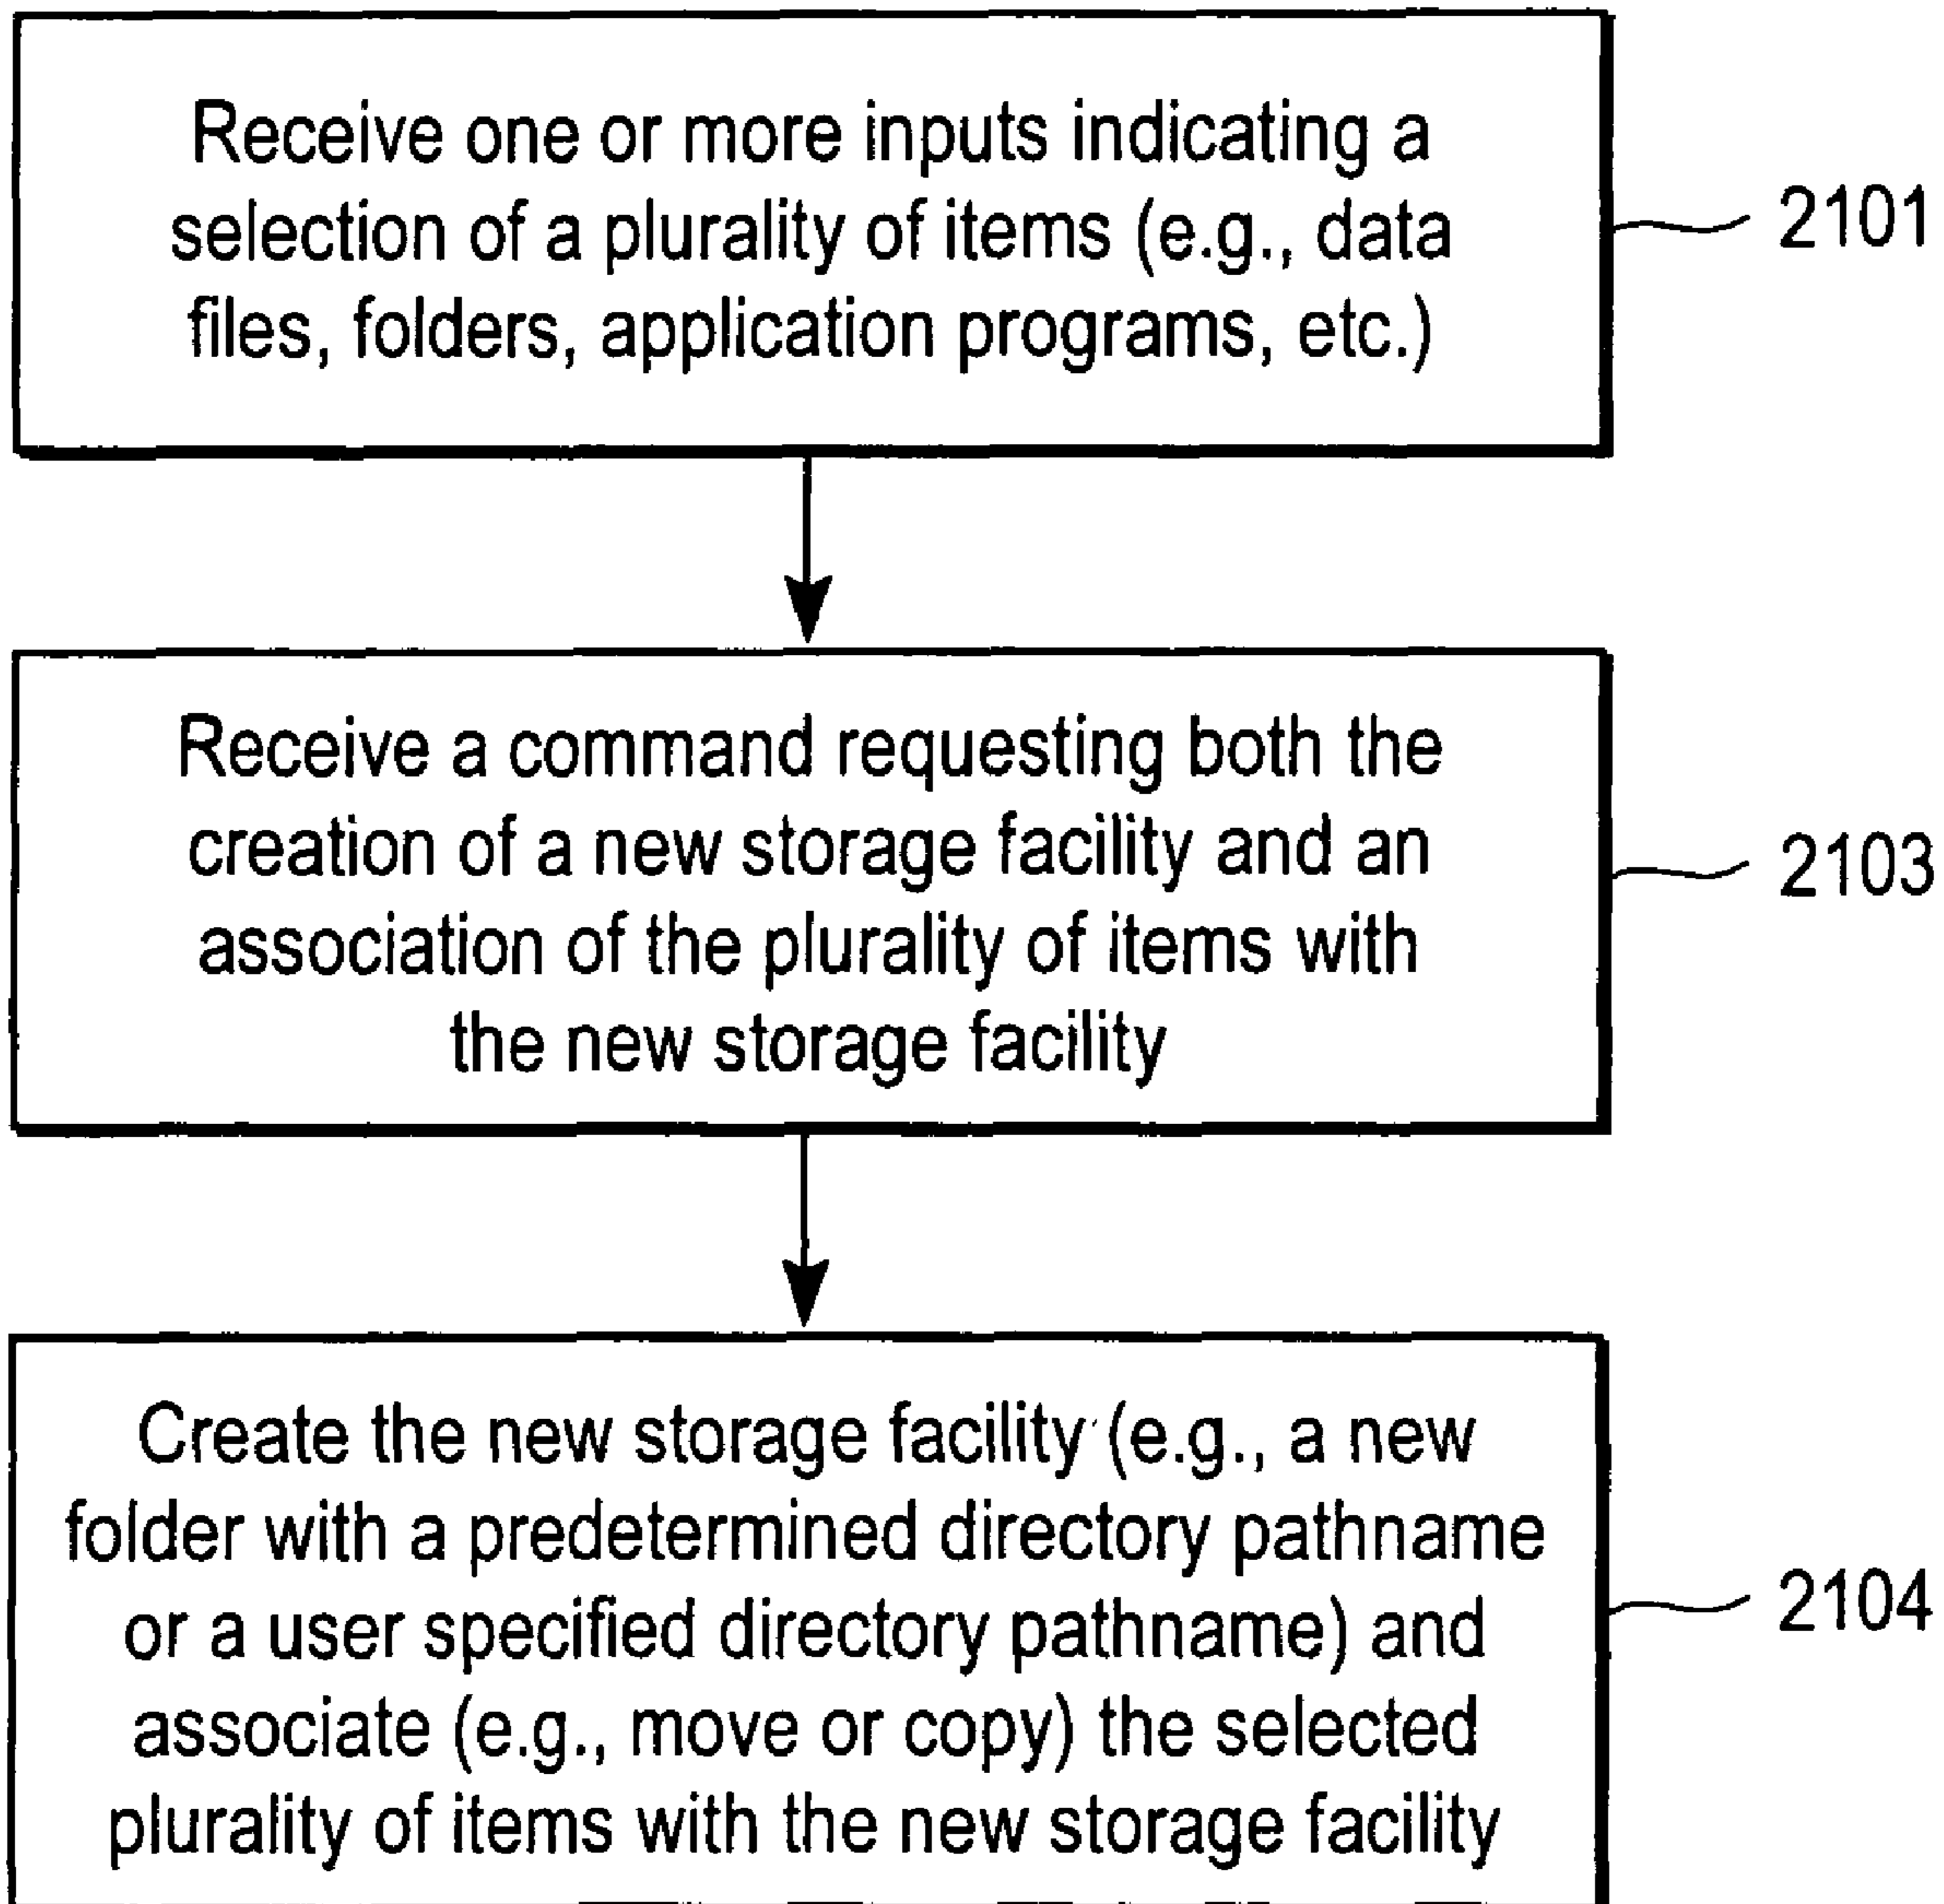 Receive one or more inputs indicating a
selection of a plurality of items (e.g., data
files, folders, application programs, etc.)
2101
Receive a command requesting both the
creation of a new storage facility and an
association of the plurality of items with
the new storage facility
2103
Create the new storage facility (e.g., a new
folder with a predetermined directory pathname
or a user specified directory pathname) and
associate (e.g., move or copy) the selected
plurality of items with the new storage facility
2104